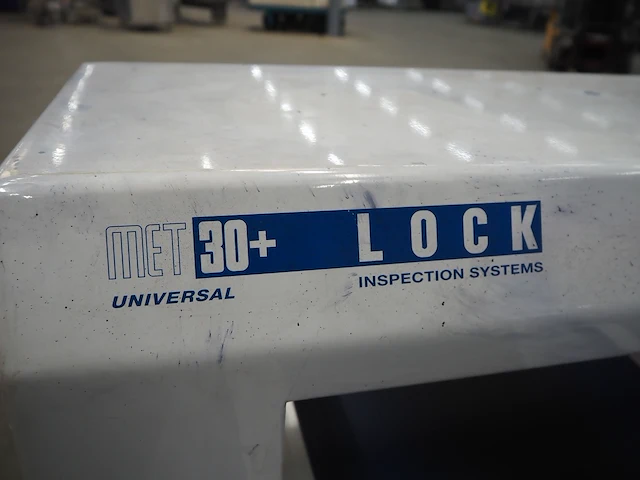 MET 30+ LOCK
UNIVERSAL INSPECTION SYSTEMS